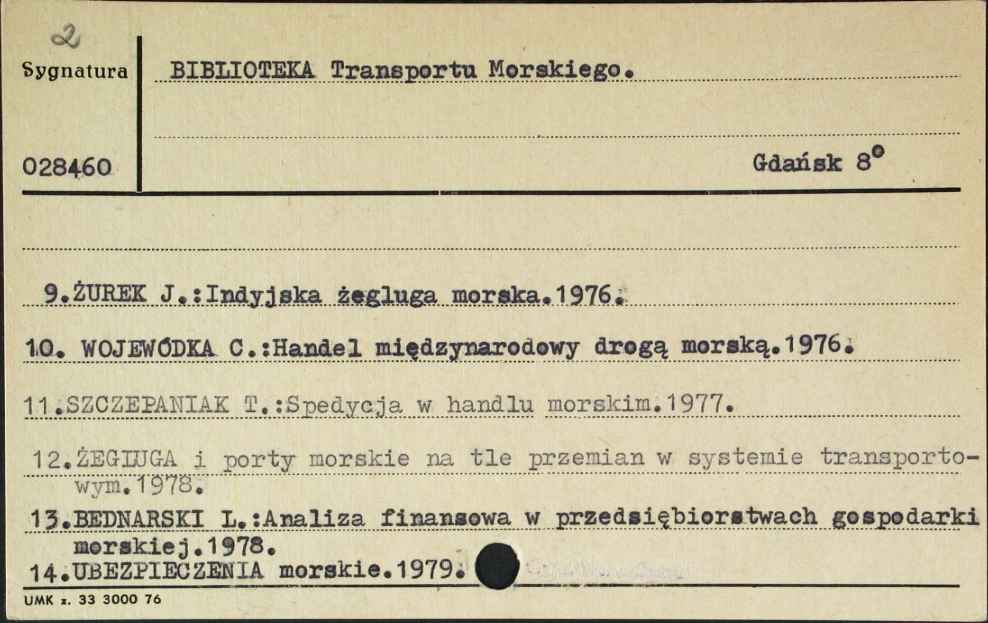 2
Sygnatura
BIBLIOTEKA Transportu Morskiego.
028460
Gdańsk 8°
9.ŻUREK J.:Indyjska żegluga morska.1976.
10. WOJEWÓDKA C.:Handel międzynarodowy drogą morską.1976.
11.SZCZEPANIAK T.:Spedycja w handlu morskim.1977.
12.ŻEGLUGA i porty morskie na tle przemian w systemie transporto-
wym.1978.
13.BEDNARSKI L.:Analiza finansowa w przedsiębiorstwach gospodarki
morskiej.1978.
14.UBEZPIECZENIA morskie.1979.
UMK z. 33 3000 76